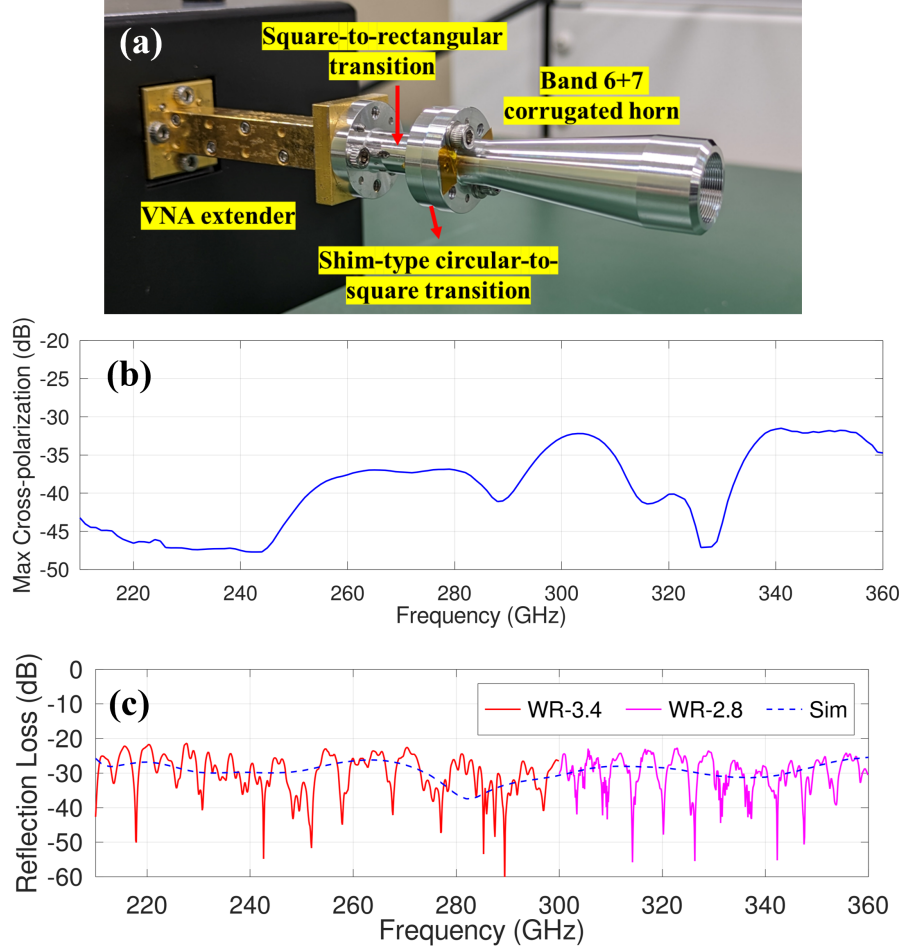 (a)
Square-to-rectangular
transition
Band 6+7
corrugated horn
VNA extender
Shim-type circular-to-
square transition
(b)
Max Cross-polarization (dB)
-20
-25
-30
-35
-40
-45
-50
220 240 260 280 300 320 340 360
Frequency (GHz)
(c)
WR-3.4 WR-2.8 Sim
Reflection Loss (dB)
0
-10
-20
-30
-40
-50
-60
220 240 260 280 300 320 340 360
Frequency (GHz)